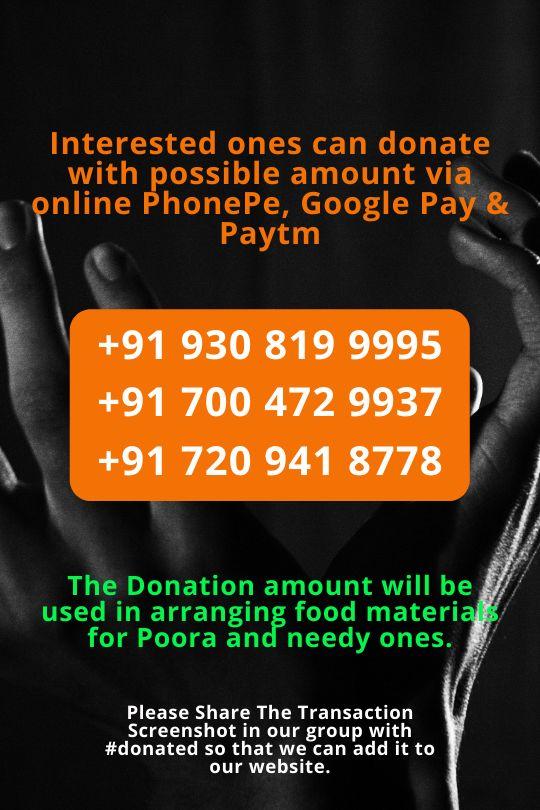 Interested ones can donate
with possible amount via
online PhonePe, Google Pay &
Paytm
+91 930 819 9995
+91 700 472 9937
+91 720 941 8778
The Donation amount will be
used in arranging food materials
for Poora and needy ones.
Please Share The Transaction
Screenshot in our group with
#donated so that we can add it to
our website.